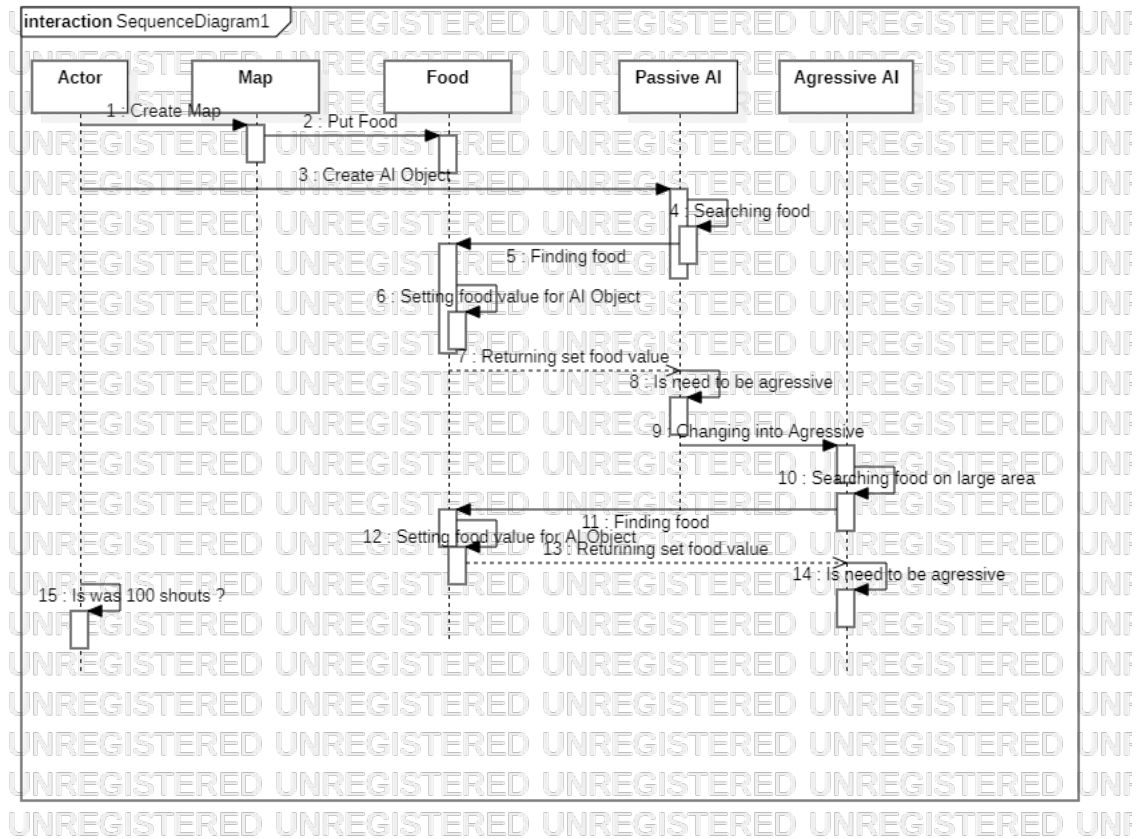 interaction SequenceDiagram1
Actor
Map
Food
Passive AI
Agressive AI
1 : Create Map
2 : Put Food
3 : Create AI Object
4 : Searching food
5 : Finding food
6 : Setting food value for AI Object
7 : Returning set food value
8 : Is need to be agressive
9 : Changing into Agressive
10 : Searching food on large area
11 : Finding food
12 : Setting food value for AI Object
13 : Returining set food value
14 : Is need to be agressive
15 : Is was 100 shouts ?
UNREGISTERED